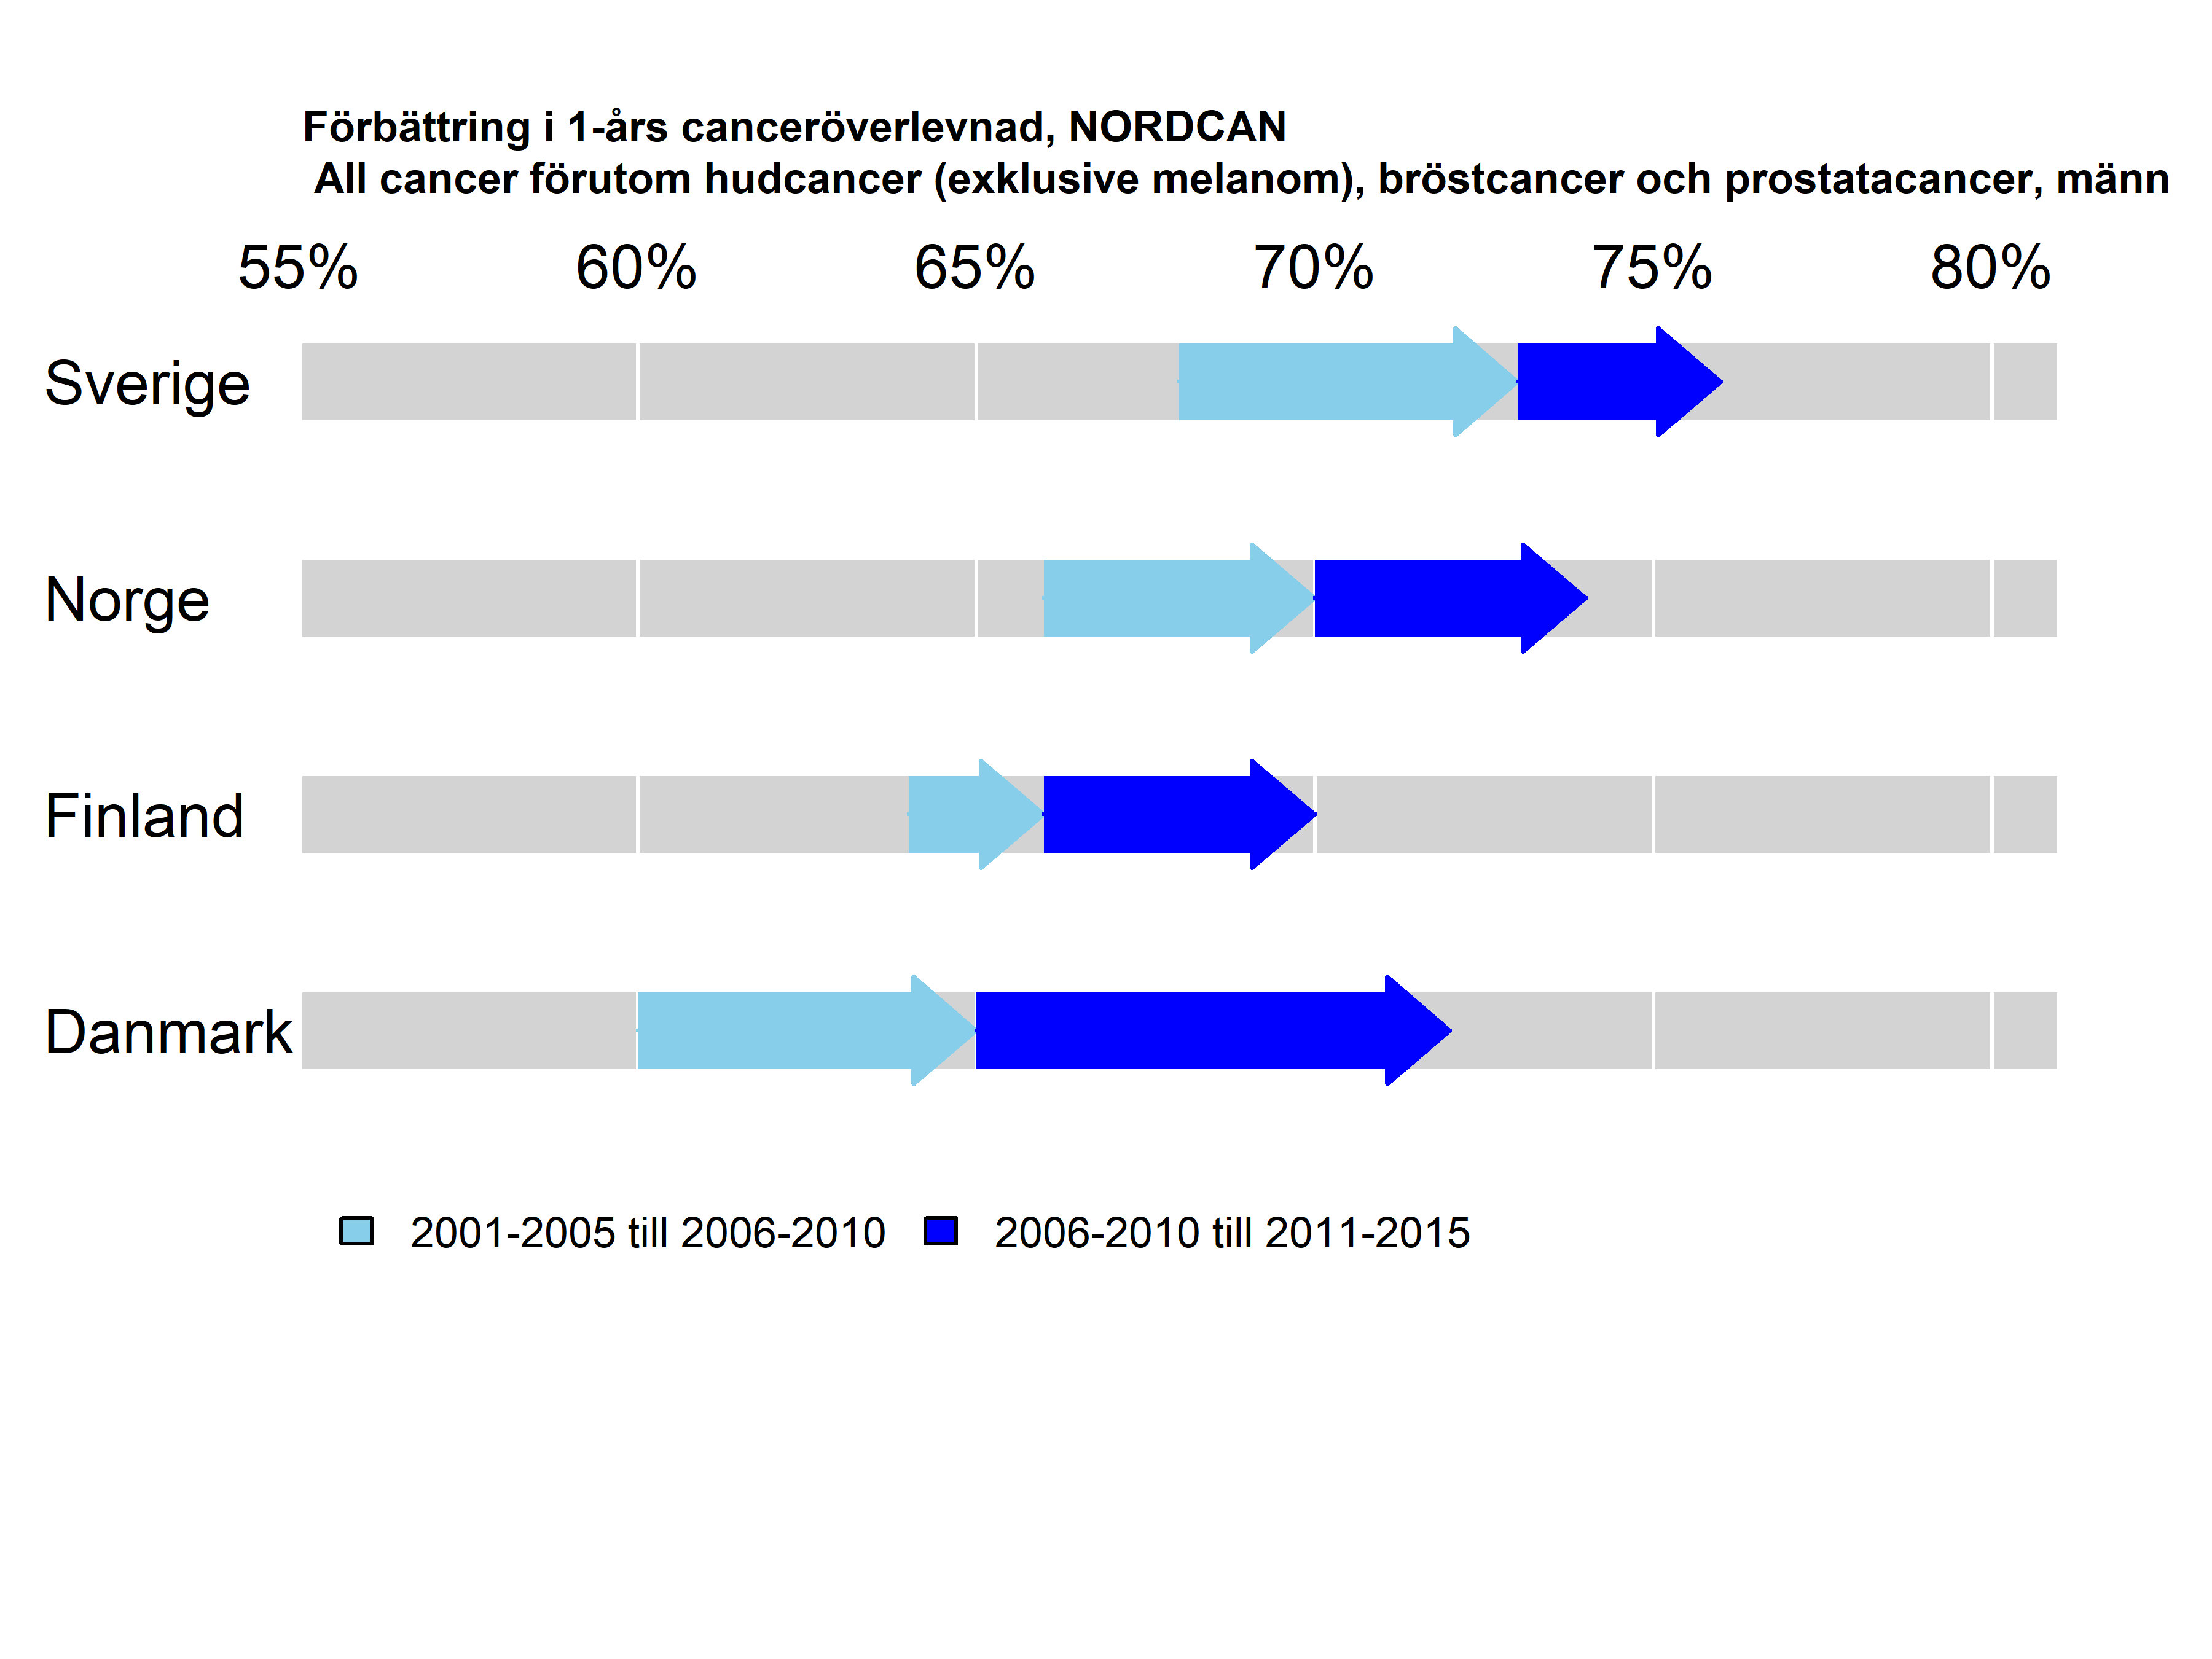 Förbättring i 1-års canceröverlevnad, NORDCAN
All cancer förutom hudcancer (exklusive melanom), bröstcancer och prostatacancer, männ
55% 60% 65% 70% 75% 80%
Sverige
Norge
Finland
Danmark
2001-2005 till 2006-2010 2006-2010 till 2011-2015